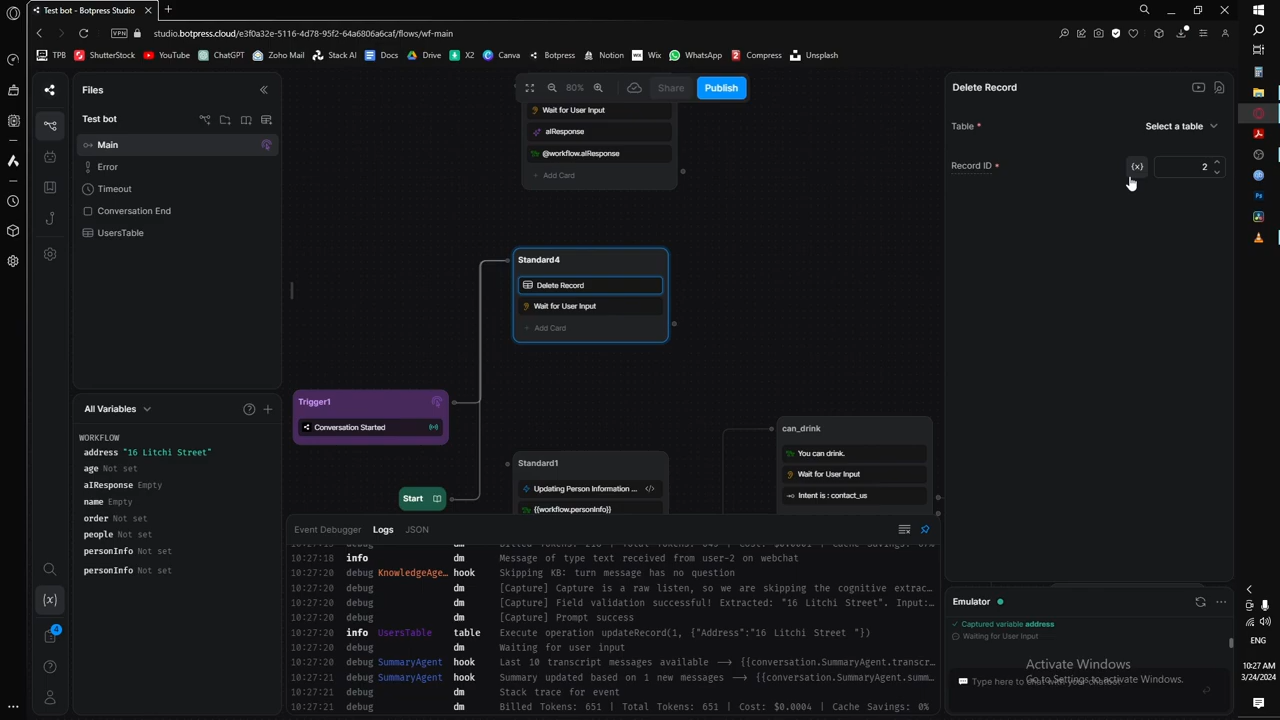 Test bot - Botpress Studio
VPN
studio.botpress.cloud/e3f0a32e-5116-4d78-95f2-64a6806a6caf/flows/wf-main
TPB
ShutterStock
YouTube
ChatGPT
Zoho Mail
Stack AI
Docs
Drive
X2
Canva
Botpress
Notion
Wix
WhatsApp
Compress
Unsplash
Files
Test bot
Main
Error
Timeout
Conversation End
UsersTable
All Variables
WORKFLOW
address "16 Litchi Street"
age Not set
aIResponse Empty
name Empty
order Not set
people Not set
personInfo Not set
personInfo Not set
80%
Share
Publish
Wait for User Input
aIResponse
@workflow.aIResponse
+ Add Card
Standard4
Delete Record
Wait for User Input
+ Add Card
Trigger1
Conversation Started
Start
Standard1
Updating Person Information ...
{{workflow.personInfo}}
can_drink
You can drink.
Wait for User Input
Intent is : contact_us
Event Debugger
Logs
JSON
10:27:18 info dm Message of type text received from user-2 on webchat
10:27:20 debug KnowledgeAge… hook Skipping KB: turn message has no question
10:27:20 debug dm [Capture] Capture is a raw listen, so we are skipping the cognitive extrac…
10:27:20 debug dm [Capture] Field validation successful! Extracted: "16 Litchi Street". Input:…
10:27:20 debug dm [Capture] Prompt success
10:27:20 info UsersTable table Execute operation updateRecord(1, {"Address":"16 Litchi Street "})
10:27:20 debug dm Waiting for user input
10:27:20 debug SummaryAgent hook Last 10 transcript messages available —> {{conversation.SummaryAgent.transcr…
10:27:20 debug SummaryAgent hook Summary updated based on 1 new messages —> {{conversation.SummaryAgent.summ…
10:27:20 debug dm Stack trace for event
10:27:20 debug dm Billed Tokens: 651 | Total Tokens: 651 | Cost: $0.0004 | Cache Savings: 0%
Delete Record
Table *
Select a table
Record ID *
{x}
2
Emulator
Captured variable address
Waiting for User Input
Type here to chat with your chatbot
Activate Windows
Go to Settings to activate Windows.
{x}
4
ENG
10:27 AM
3/24/2024